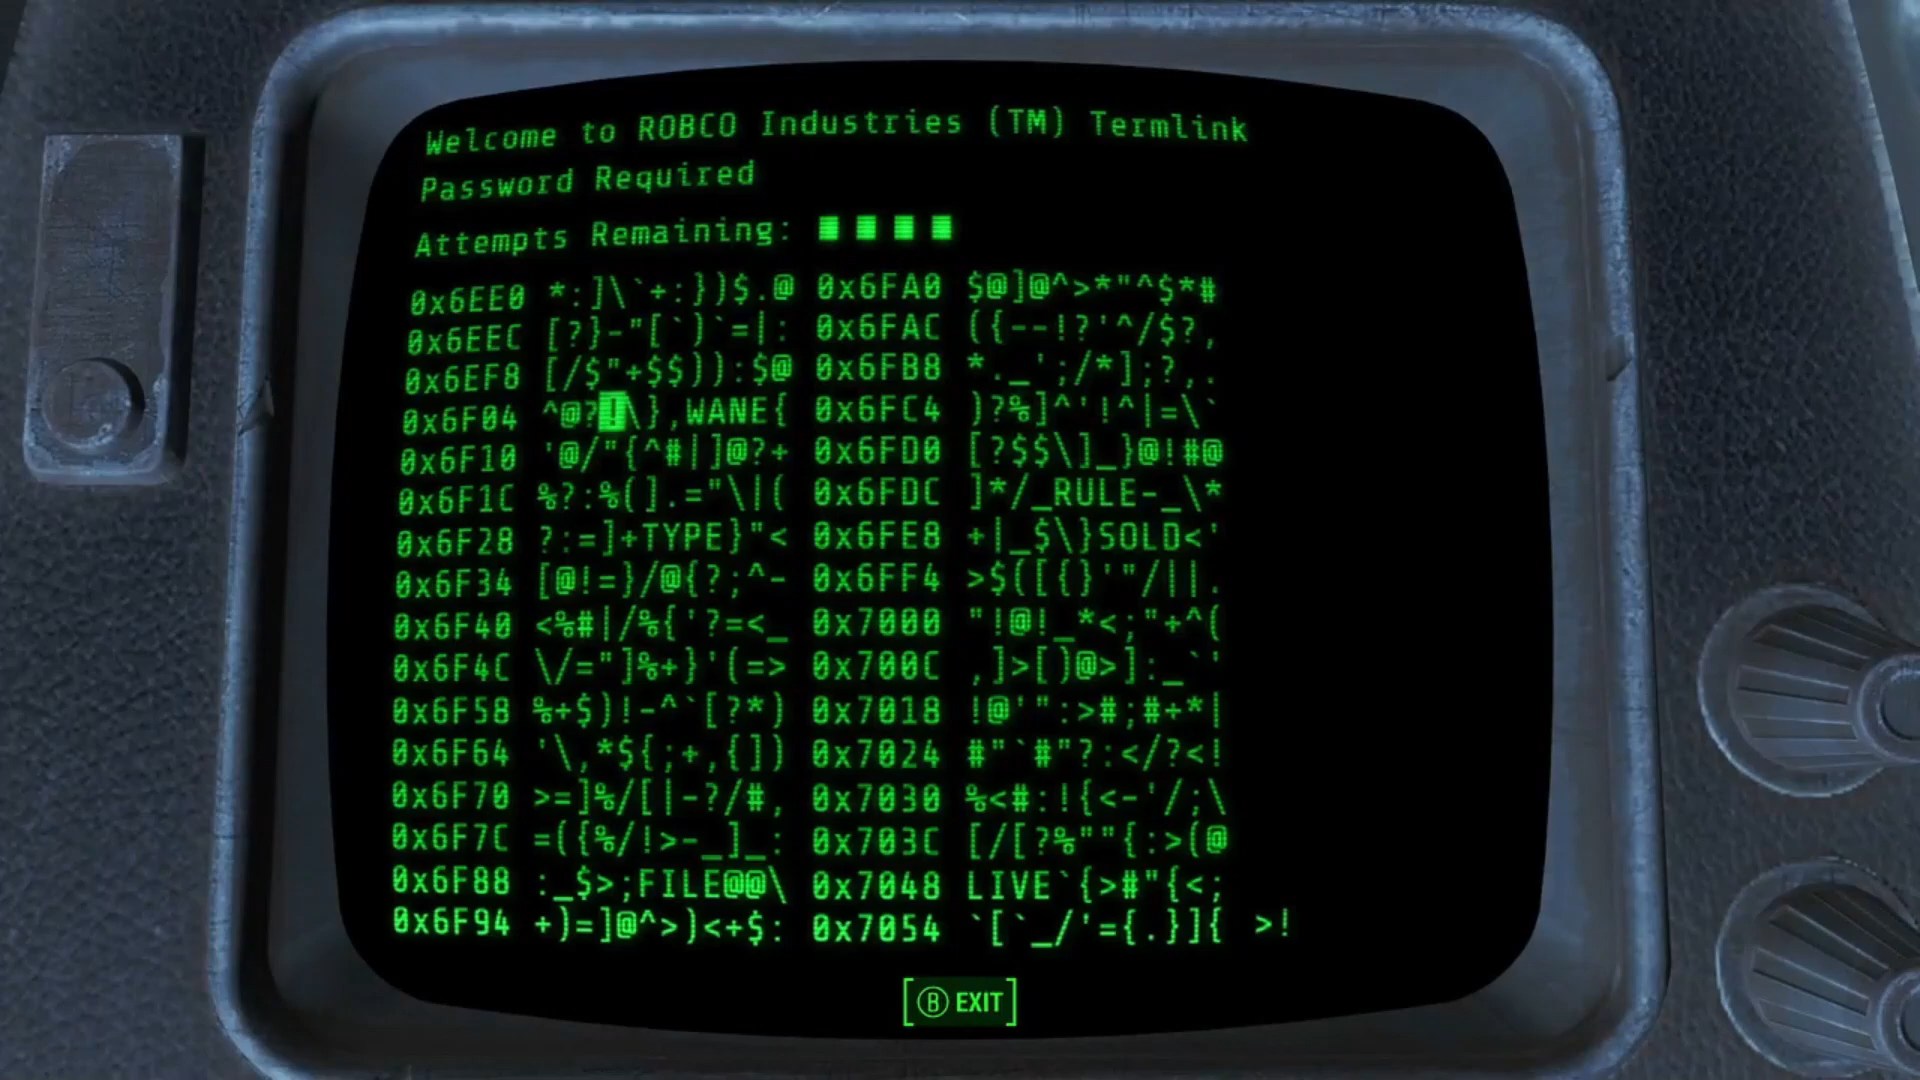 Welcome to ROBCO Industries (TM) Termlink
Password Required
Attempts Remaining:
0x6EE0 *:]\`+:})$.@ 0x6FA0 $@]@^>*"^$*#
0x6EEC [?}-"[`)`=|: 0x6FAC ({--!?'^/$?,
0x6EF8 [/$"+$$)):$@ 0x6FB8 *._';/*];?,.
0x6F04 ^@?!\},WANE{ 0x6FC4 )?%]^'!^|=\`
0x6F10 '@/"{^#|]@?+ 0x6FD0 [?$$\]_}@!#@
0x6F1C %?:%(].="\|( 0x6FDC ]*/_RULE-_\*
0x6F28 ?:=]+TYPE}"< 0x6FE8 +|_$\}SOLD<'
0x6F34 [@!=}/@{?;^- 0x6FF4 >$([{}'"/||.
0x6F40 <%#|/%{'?=<_ 0x7000 "!@!_*<;"+^(
0x6F4C \/="]%+}'(=> 0x700C ,]>[)@>]:_`'
0x6F58 %+$)!-^`[?*) 0x7018 !@'":>#;#+*|
0x6F64 '\,*${;+,{]) 0x7024 #"`#"?:</?<!
0x6F70 >=]%/[|-?/#, 0x7030 %<#:!{<-'/;\
0x6F7C =({%/!>-_]_: 0x703C [/[?%""{:>(@
0x6F88 :_$>;FILE@@\ 0x7048 LIVE`{>#"{<;
0x6F94 +)=]@^>)<+$: 0x7054 `[`_/'={.}]{ >!
[Ⓑ EXIT]